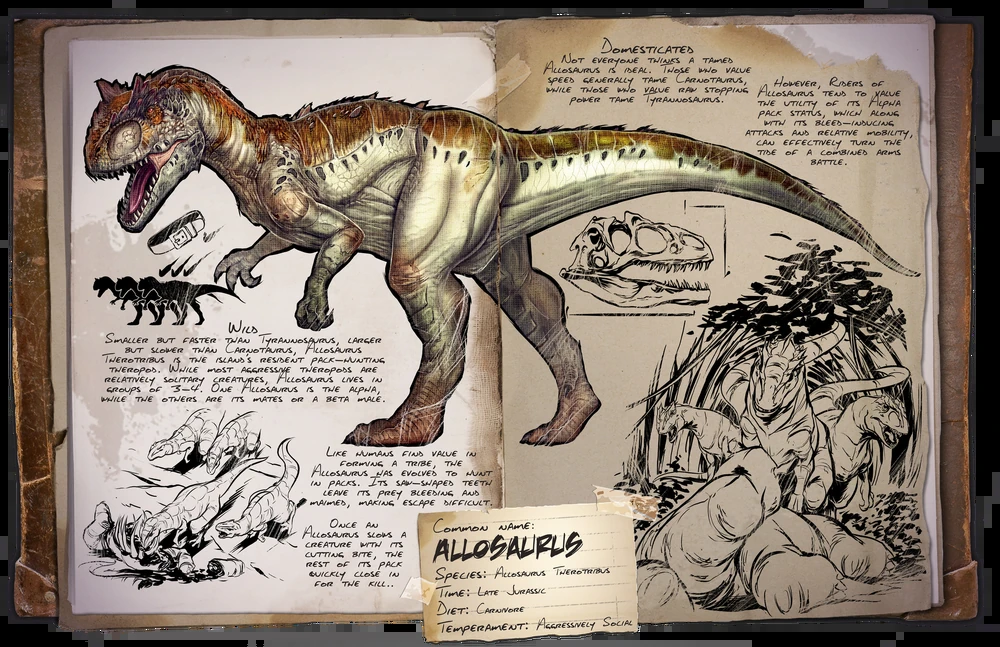 Domesticated
Not everyone thinks a tamed
Allosaurus is ideal. Those who value
speed generally tame Carnotaurus,
while those who value raw stopping
power tame Tyrannosaurus.
However, Riders of
Allosaurus tend to value
the utility of its Alpha
pack status, which along
with its bleed-inducing
attacks and relative mobility,
can effectively turn the
tide of a combined arms
battle.
Wild
Smaller but faster than Tyrannosaurus, larger
but slower than Carnotaurus, Allosaurus
Therotribus is the island's resident pack-hunting
theropod. While most aggressive theropods are
relatively solitary creatures, Allosaurus lives in
groups of 3-4. One Allosaurus is the alpha,
while the others are its mates or a beta male.
Like humans find value in
forming a tribe, the
Allosaurus has evolved to hunt
in packs. Its saw-shaped teeth
leave its prey bleeding and
maimed, making escape difficult.
Once an
Allosaurus slows a
creature with its
cutting bite, the
rest of its pack
quickly close in
for the kill..
Common name:
Allosaurus
Species: Allosaurus Therotribus
Time: Late Jurassic
Diet: Carnivore
Temperament: Aggressively Social